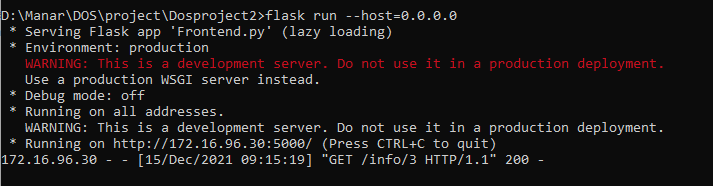 D:\Manar\DOS\project\Dosproject2>flask run --host=0.0.0.0
* Serving Flask app 'Frontend.py' (lazy loading)
* Environment: production
WARNING: This is a development server. Do not use it in a production deployment.
Use a production WSGI server instead.
* Debug mode: off
* Running on all addresses.
WARNING: This is a development server. Do not use it in a production deployment.
* Running on http://172.16.96.30:5000/ (Press CTRL+C to quit)
172.16.96.30 - - [15/Dec/2021 09:15:19] "GET /info/3 HTTP/1.1" 200 -